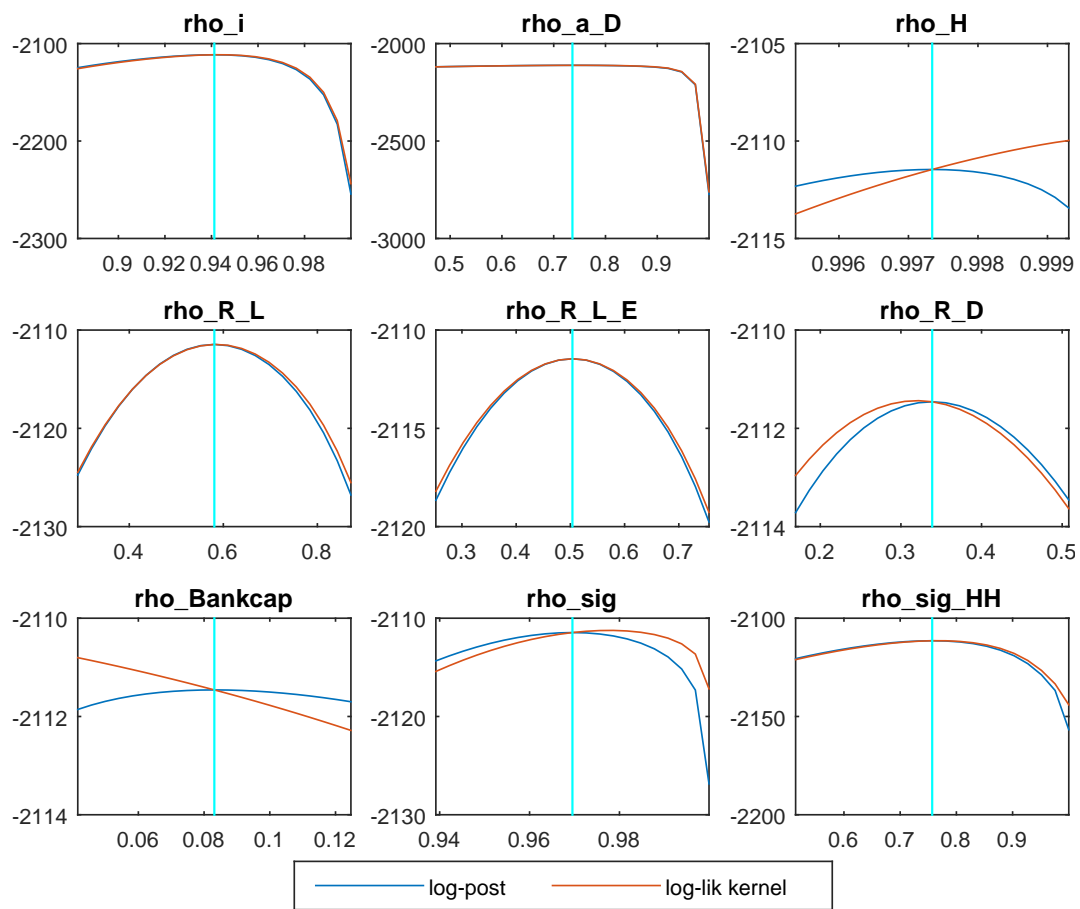 rho_i
-2100
-2200
-2300
0.9 0.92 0.94 0.96 0.98
rho_a_D
-2000
-2500
-3000
0.5 0.6 0.7 0.8 0.9
rho_H
-2105
-2110
-2115
0.996 0.997 0.998 0.999
rho_R_L
-2110
-2120
-2130
0.4 0.6 0.8
rho_R_L_E
-2110
-2115
-2120
0.3 0.4 0.5 0.6 0.7
rho_R_D
-2110
-2112
-2114
0.2 0.3 0.4 0.5
rho_Bankcap
-2110
-2112
-2114
0.06 0.08 0.1 0.12
rho_sig
-2110
-2120
-2130
0.94 0.96 0.98
rho_sig_HH
-2100
-2150
-2200
0.6 0.7 0.8 0.9
log-post log-lik kernel